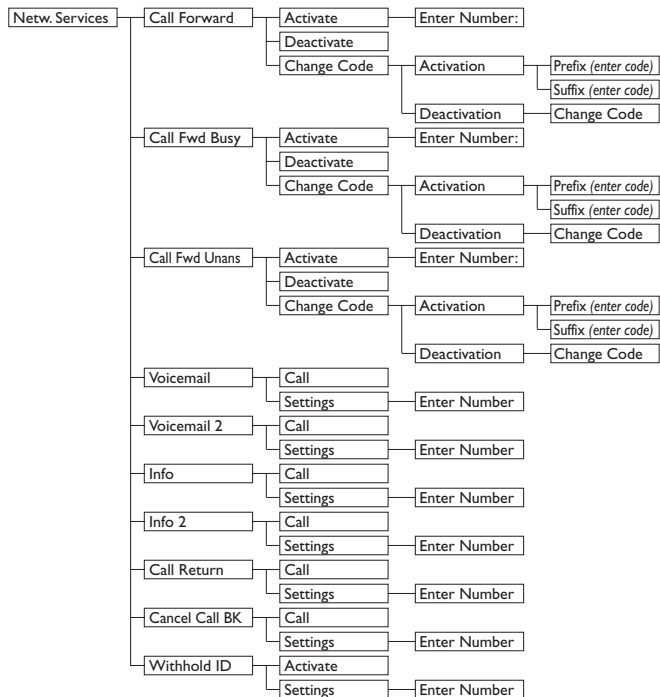 Netw. Services Call Forward Activate Enter Number:
Deactivate
Change Code Activation Prefix (enter code)
Suffix (enter code)
Deactivation Change Code
Call Fwd Busy Activate Enter Number:
Deactivate
Change Code Activation Prefix (enter code)
Suffix (enter code)
Deactivation Change Code
Call Fwd Unans Activate Enter Number:
Deactivate
Change Code Activation Prefix (enter code)
Suffix (enter code)
Deactivation Change Code
Voicemail Call
Settings Enter Number
Voicemail 2 Call
Settings Enter Number
Info Call
Settings Enter Number
Info 2 Call
Settings Enter Number
Call Return Call
Settings Enter Number
Cancel Call BK Call
Settings Enter Number
Withhold ID Activate
Settings Enter Number